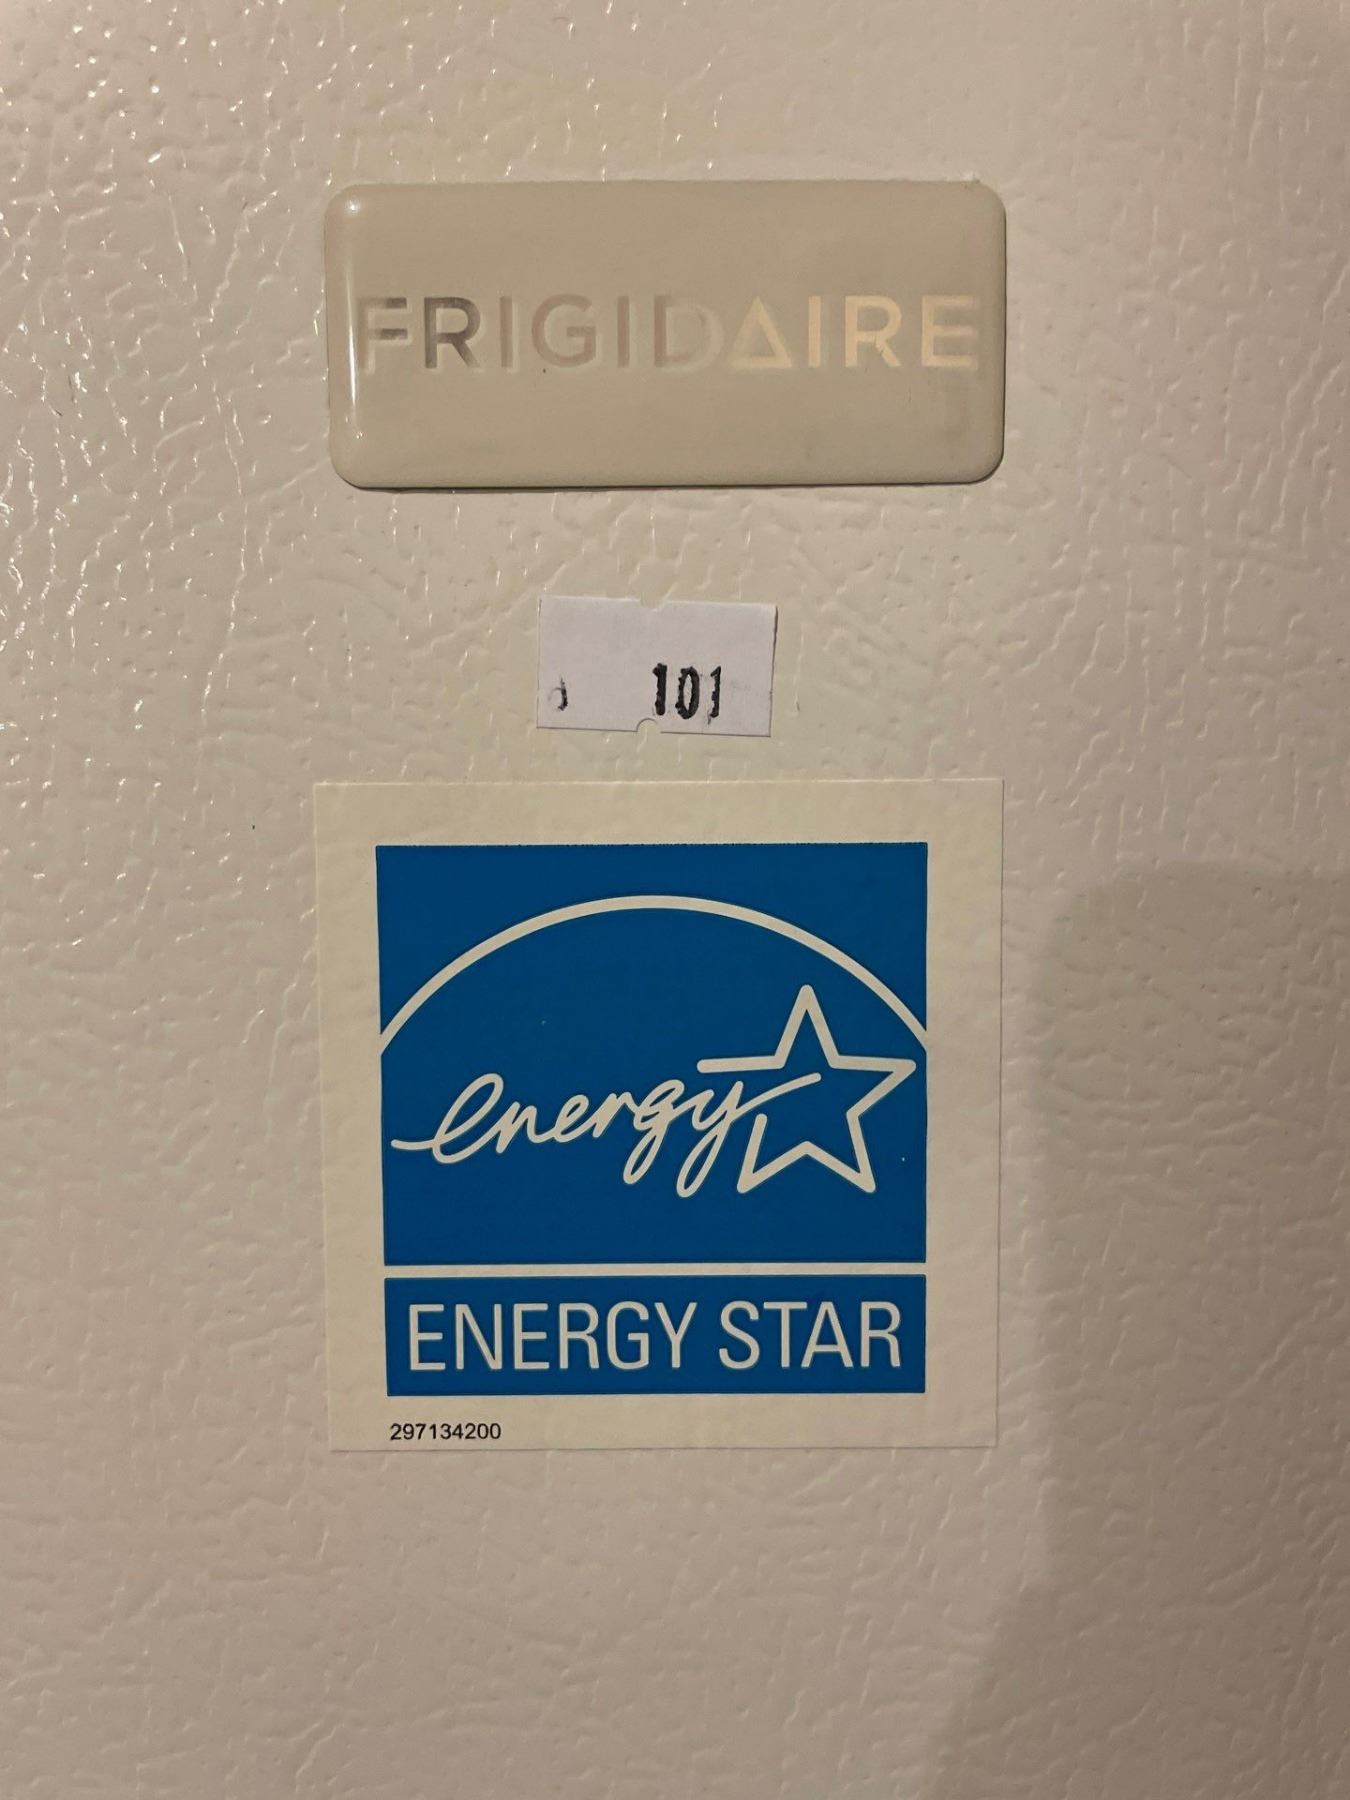 FRIGIDAIRE
101
energy
ENERGY STAR
297134200